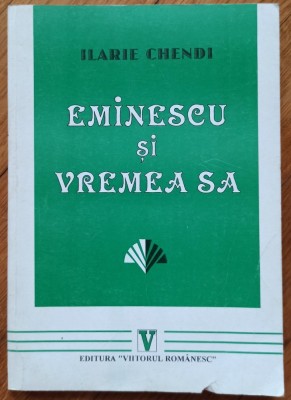 ILARIE CHENDI
EMINESCU
ȘI
VREMEA SA
V
EDITURA "VIITORUL ROMÂNESC"